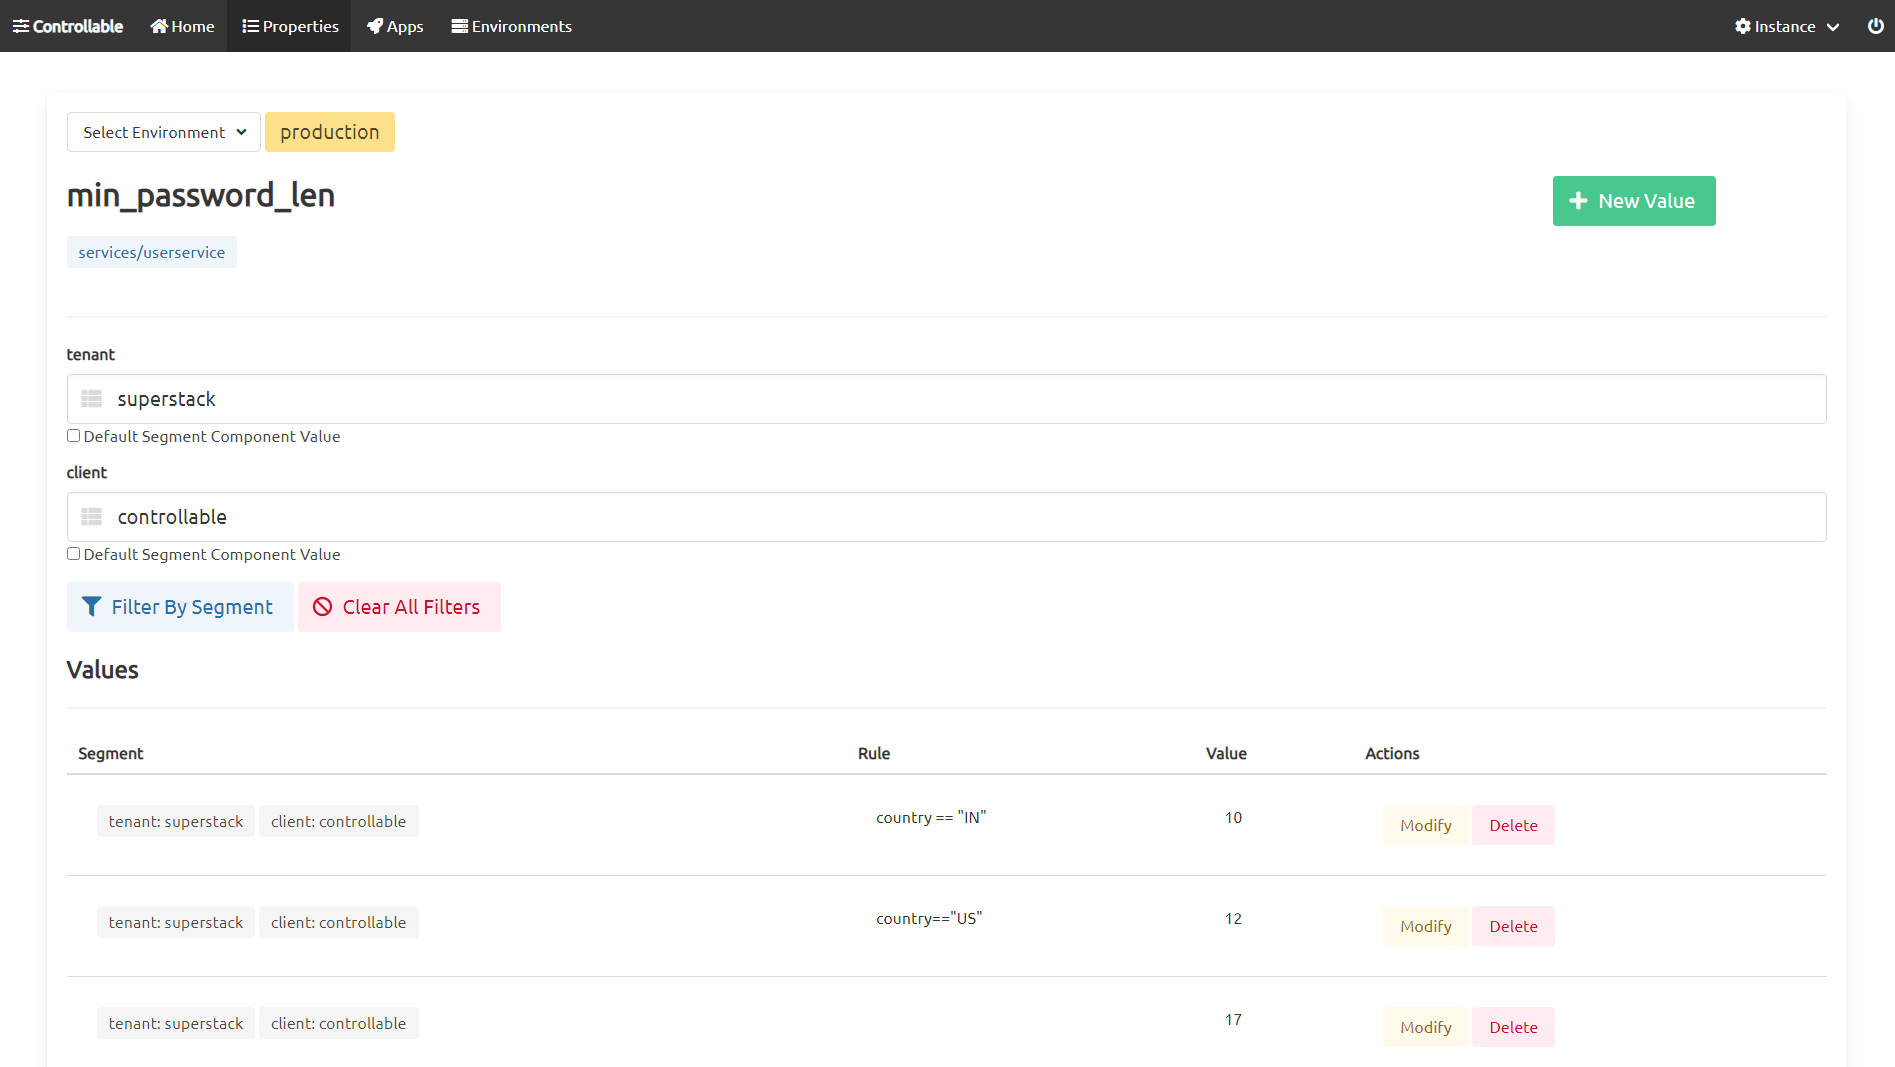 Controllable Home Properties Apps Environments Instance
Select Environment production
min_password_len
New Value
services/userservice
tenant
superstack
Default Segment Component Value
client
controllable
Default Segment Component Value
Filter By Segment Clear All Filters
Values
Segment Rule Value Actions
tenant: superstack client: controllable country == "IN" 10 Modify Delete
tenant: superstack client: controllable country=="US" 12 Modify Delete
tenant: superstack client: controllable 17 Modify Delete